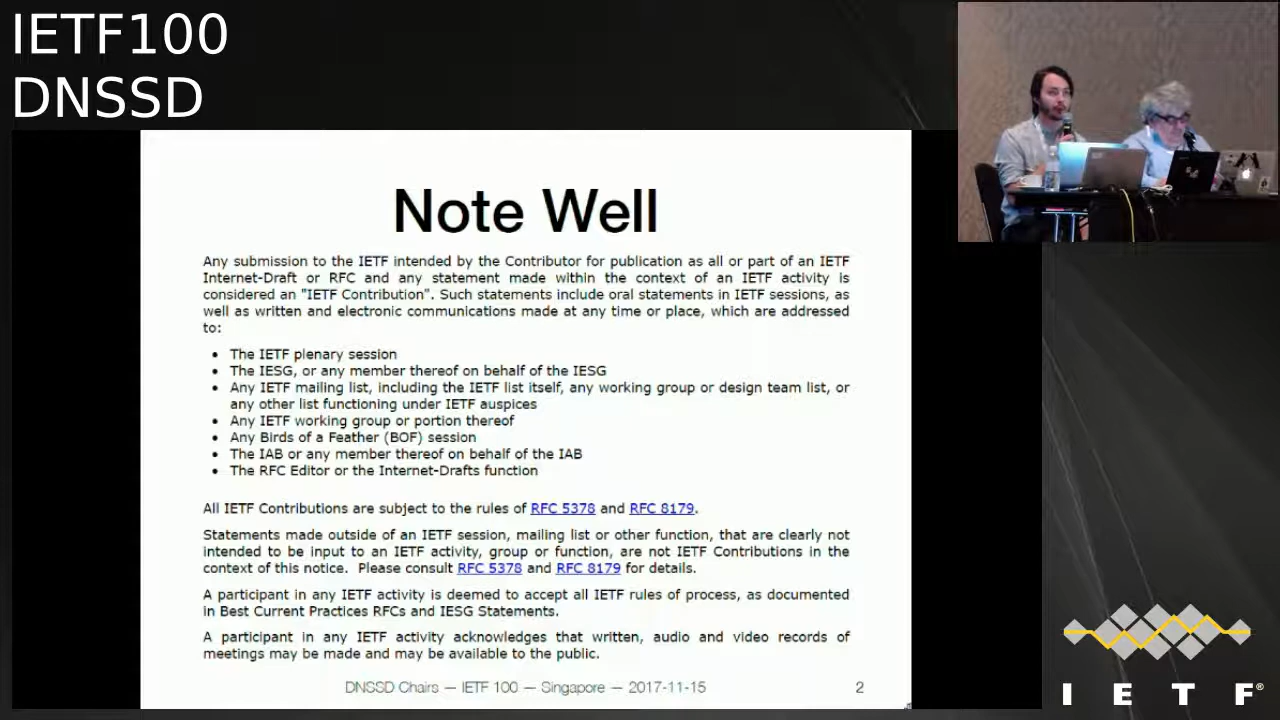 IETF100
DNSSD
Note Well
Any submission to the IETF intended by the Contributor for publication as all or part of an IETF
Internet-Draft or RFC and any statement made within the context of an IETF activity is
considered an "IETF Contribution". Such statements include oral statements in IETF sessions, as
well as written and electronic communications made at any time or place, which are addressed
to:
• The IETF plenary session
• The IESG, or any member thereof on behalf of the IESG
• Any IETF mailing list, including the IETF list itself, any working group or design team list, or
any other list functioning under IETF auspices
• Any IETF working group or portion thereof
• Any Birds of a Feather (BOF) session
• The IAB or any member thereof on behalf of the IAB
• The RFC Editor or the Internet-Drafts function
All IETF Contributions are subject to the rules of RFC 5378 and RFC 8179.
Statements made outside of an IETF session, mailing list or other function, that are clearly not
intended to be input to an IETF activity, group or function, are not IETF Contributions in the
context of this notice. Please consult RFC 5378 and RFC 8179 for details.
A participant in any IETF activity is deemed to accept all IETF rules of process, as documented
in Best Current Practices RFCs and IESG Statements.
A participant in any IETF activity acknowledges that written, audio and video records of
meetings may be made and may be available to the public.
DNSSD Chairs — IETF 100 — Singapore — 2017-11-15 2
I E T F®